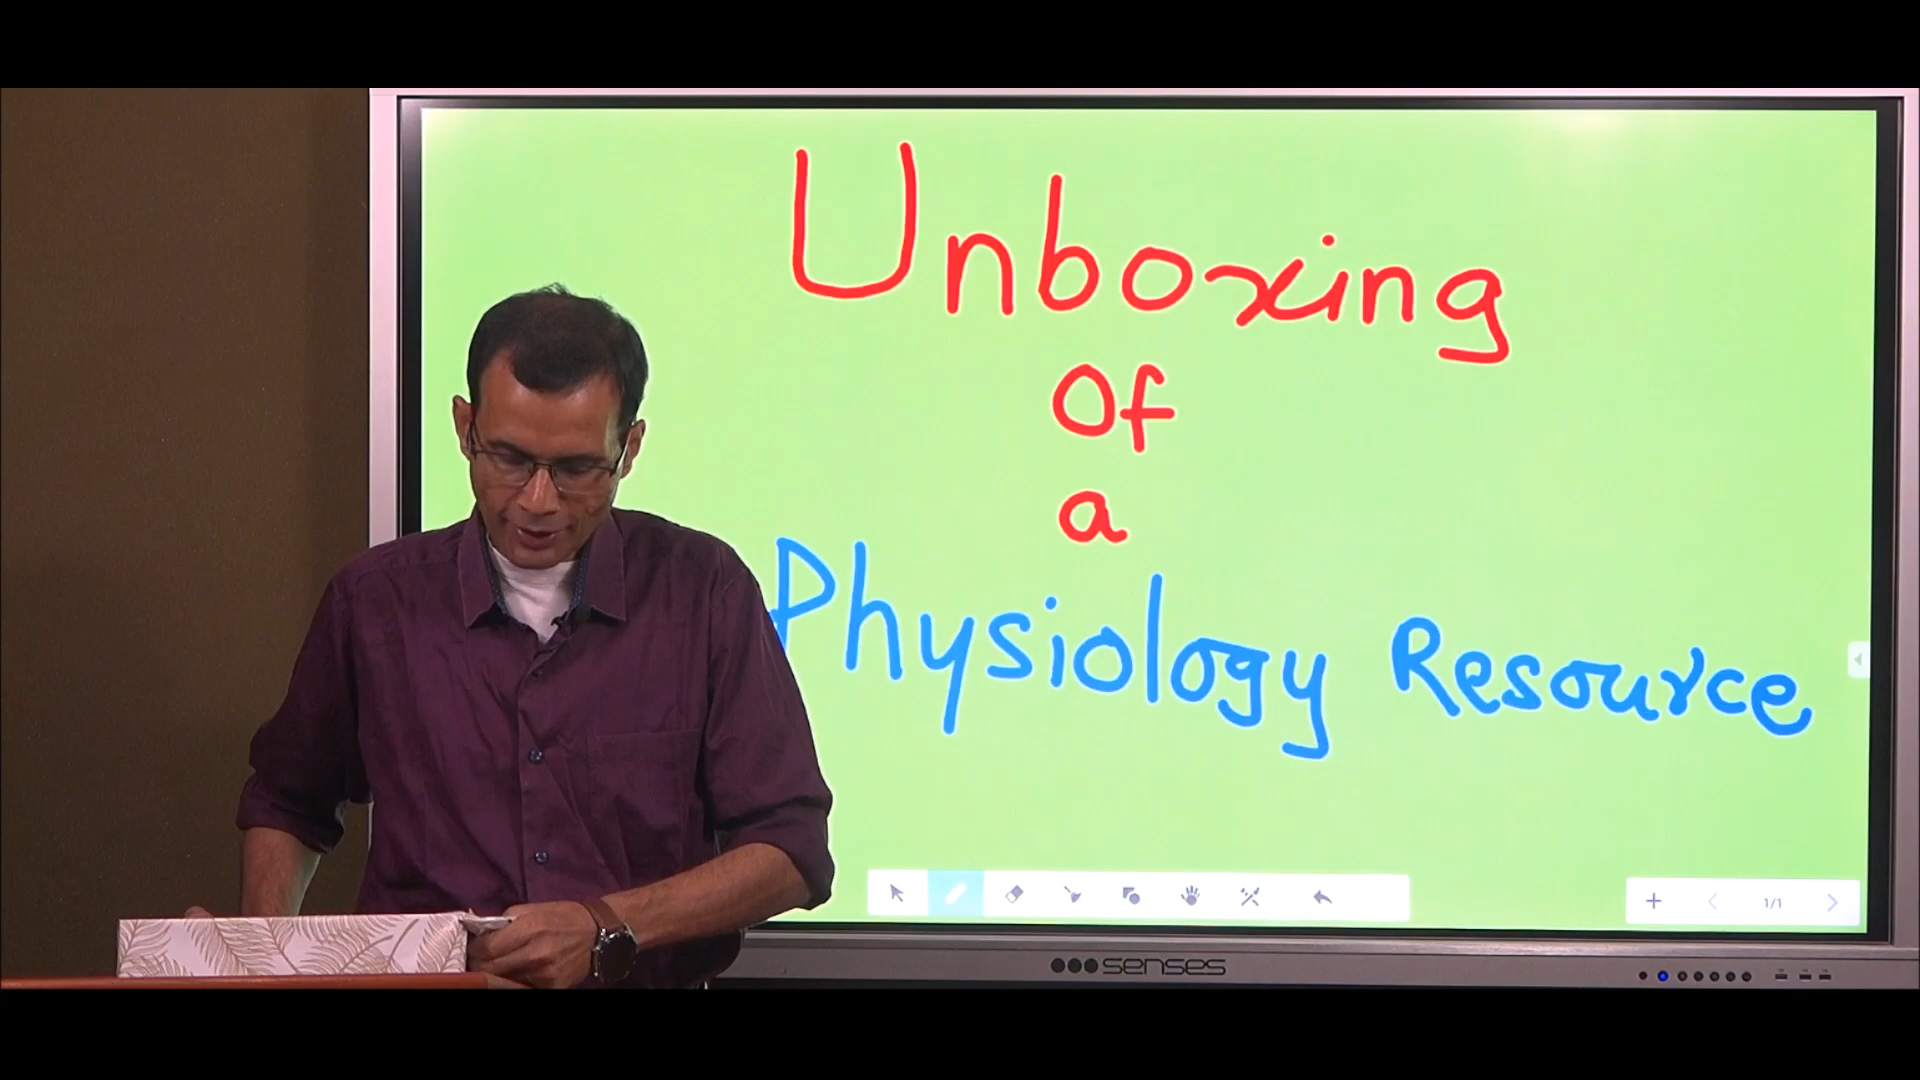 Unboxing
Of
a
Physiology Resource
1/1
senses